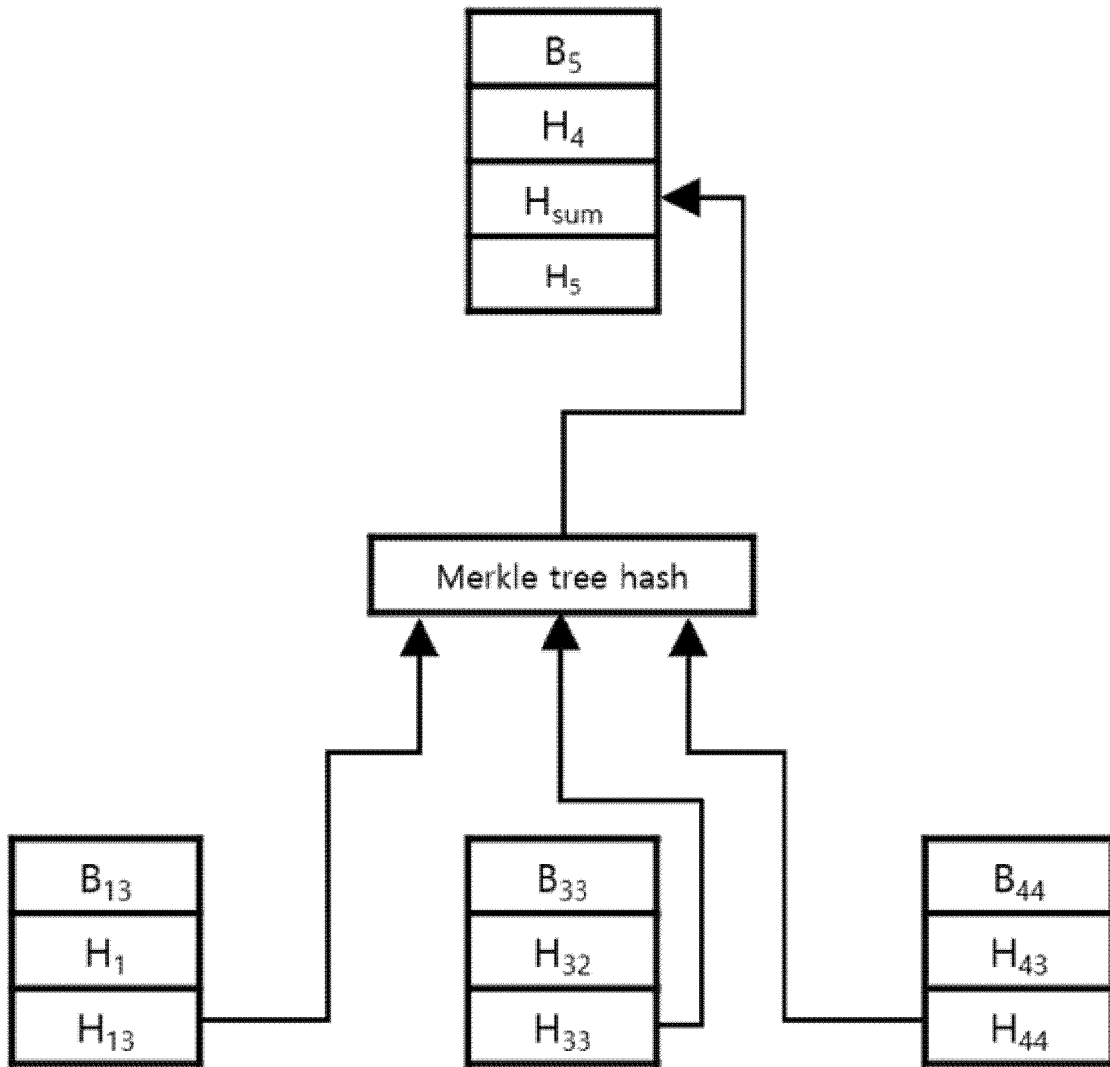 B₅
H₄
Hsum
H₅
Merkle tree hash
B₁₃
H₁
H₁₃
B₃₃
H₃₂
H₃₃
B₄₄
H₄₃
H₄₄